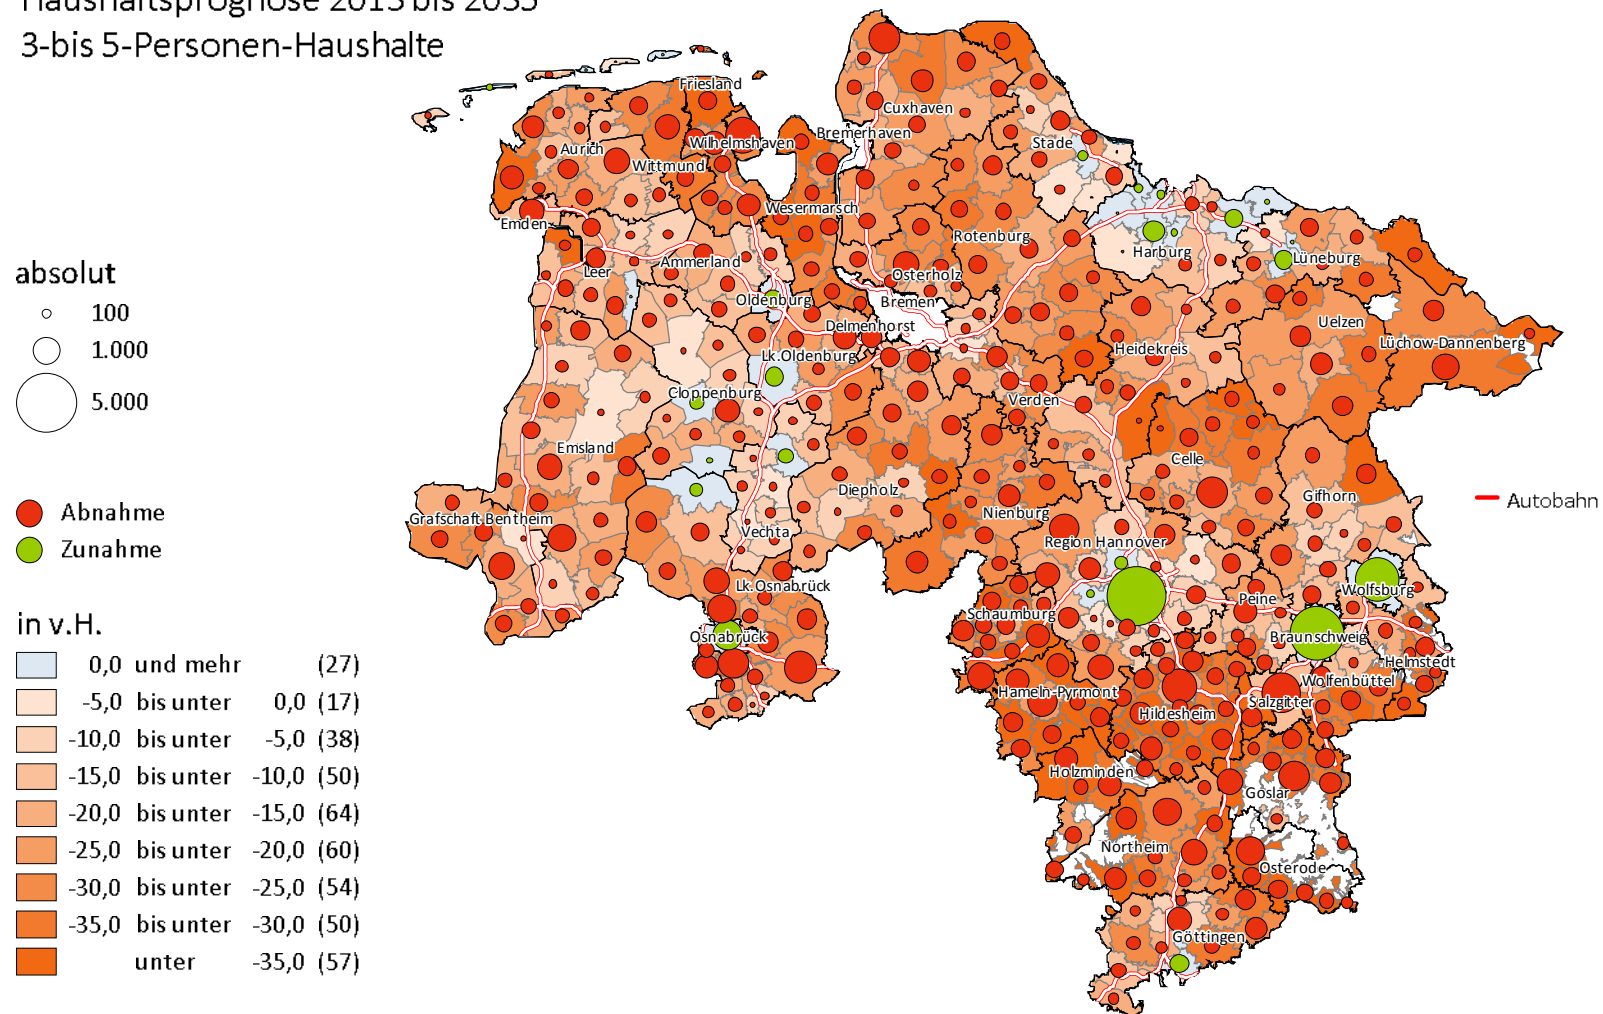 Haushaltsprognose 2015 bis 2035
3-bis 5-Personen-Haushalte
absolut
100
1.000
5.000
Abnahme
Zunahme
in v.H.
0,0 und mehr (27)
-5,0 bis unter 0,0 (17)
-10,0 bis unter -5,0 (38)
-15,0 bis unter -10,0 (50)
-20,0 bis unter -15,0 (64)
-25,0 bis unter -20,0 (60)
-30,0 bis unter -25,0 (54)
-35,0 bis unter -30,0 (50)
unter -35,0 (57)
Autobahn
Friesland
Cuxhaven
Bremerhaven
Wilhelmshaven
Stade
Aurich
Wittmund
Wesermarsch
Emden
Rotenburg
Harburg
Lüneburg
Leer
Ammerland
Osterholz
Oldenburg
Bremen
Delmenhorst
Uelzen
Lüchow-Dannenberg
Heidekreis
Lk.Oldenburg
Cloppenburg
Verden
Emsland
Celle
Diepholz
Gifhorn
Nienburg
Grafschaft Bentheim
Vechta
Region Hannover
Lk.Osnabrück
Wolfsburg
Peine
Schaumburg
Osnabrück
Braunschweig
Helmstedt
Wolfenbüttel
Hameln-Pyrmont
Salzgitter
Hildesheim
Holzminden
Goslar
Northeim
Osterode
Göttingen